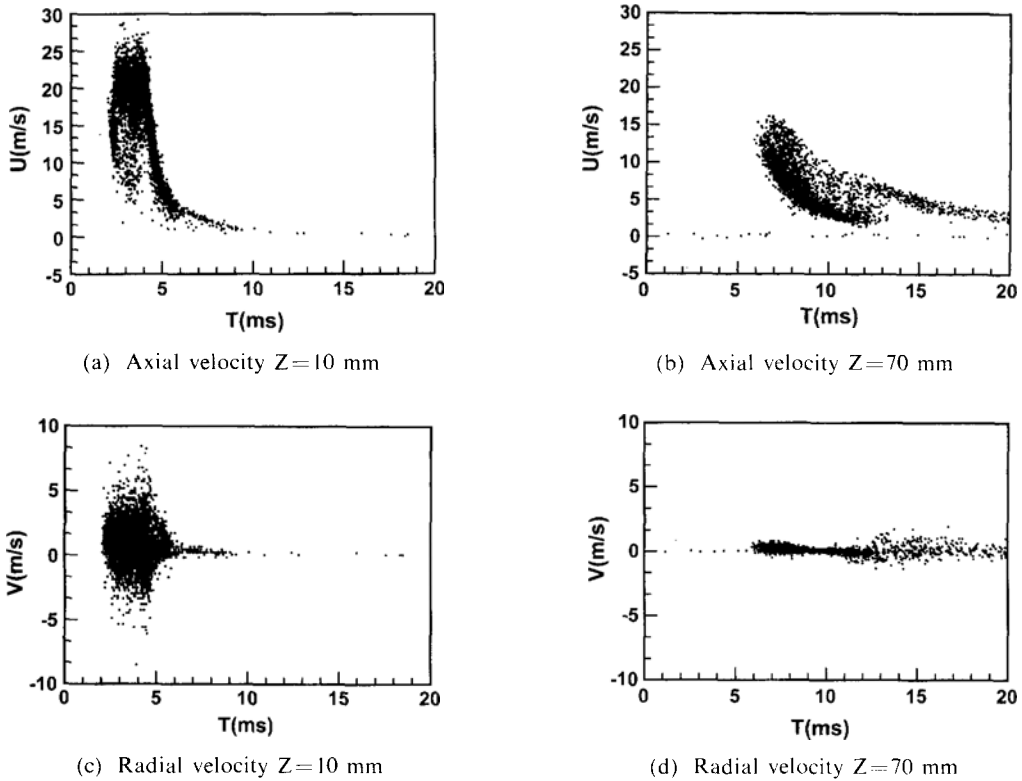 30
25
20
15
10
5
0
-5
U(m/s)
0 5 10 15 20
T(ms)
(a) Axial velocity Z=10 mm
30
25
20
15
10
5
0
-5
U(m/s)
0 5 10 15 20
T(ms)
(b) Axial velocity Z=70 mm
10
5
0
-5
-10
V(m/s)
0 5 10 15 20
T(ms)
(c) Radial velocity Z=10 mm
10
5
0
-5
-10
V(m/s)
0 5 10 15 20
T(ms)
(d) Radial velocity Z=70 mm